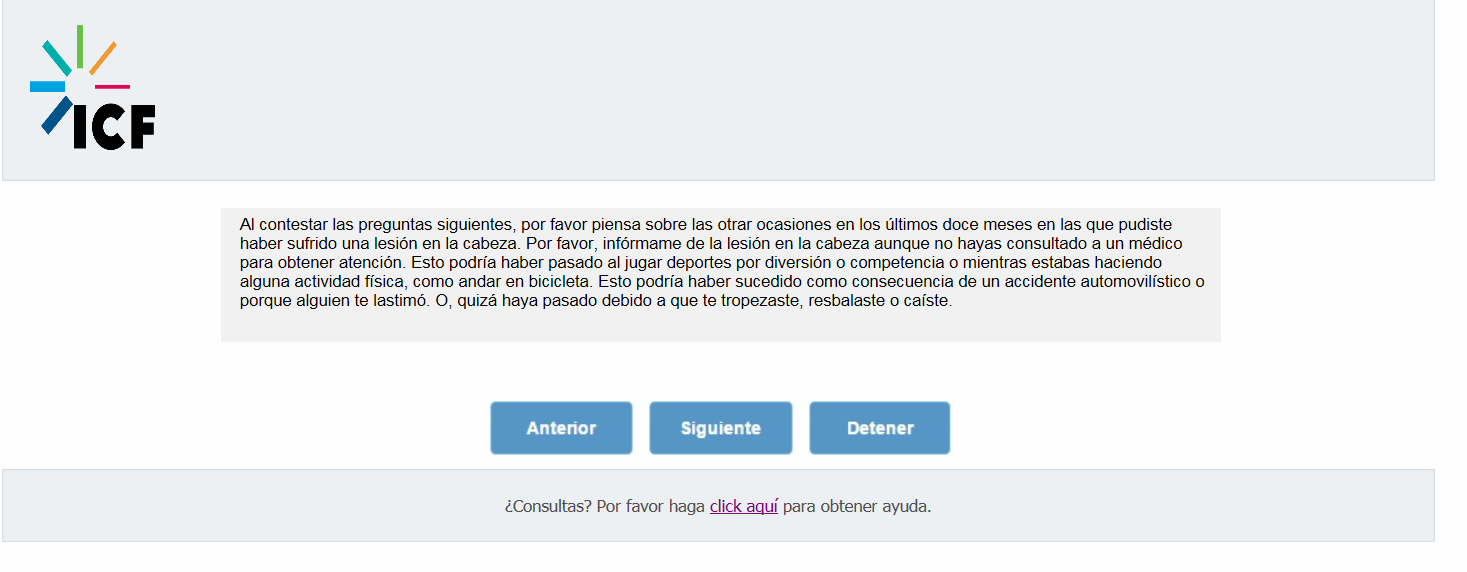 ICF
Al contestar las preguntas siguientes, por favor piensa sobre las otrar ocasiones en los últimos doce meses en las que pudiste
haber sufrido una lesión en la cabeza. Por favor, infórmame de la lesión en la cabeza aunque no hayas consultado a un médico
para obtener atención. Esto podría haber pasado al jugar deportes por diversión o competencia o mientras estabas haciendo
alguna actividad física, como andar en bicicleta. Esto podría haber sucedido como consecuencia de un accidente automovilístico o
porque alguien te lastimó. O, quizá haya pasado debido a que te tropezaste, resbalaste o caíste.
Anterior Siguiente Detener
¿Consultas? Por favor haga click aquí para obtener ayuda.